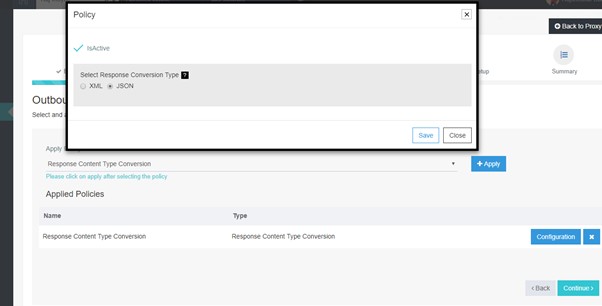 Policy
×
IsActive
Select Response Conversion Type ?
XML JSON
Save Close
Back to Proxy
etup Summary
Outbou
Select and a
Apply
Response Content Type Conversion
+ Apply
Please click on apply after selecting the policy
Applied Policies
Name Type
Response Content Type Conversion Response Content Type Conversion Configuration ×
‹ Back Continue ›